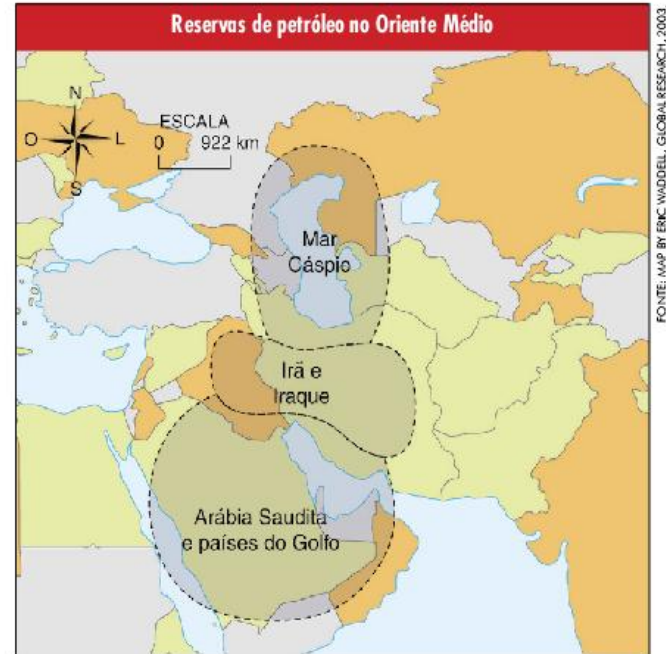 Reservas de petróleo no Oriente Médio
N
O
L
S
ESCALA
0 922 km
Mar
Cáspio
Irã e
Iraque
Arábia Saudita
e países do Golfo
FONTE: MAP BY ERIC WADDELL, GLOBAL RESEARCH, 2003